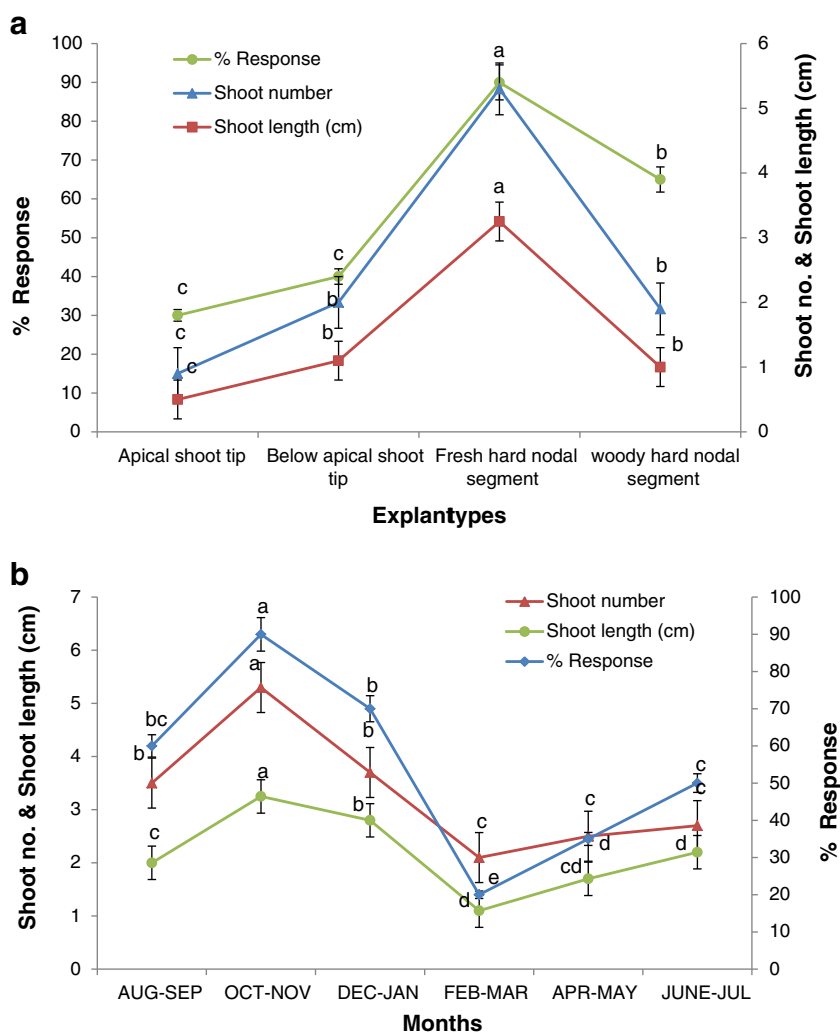 a
% Response
Shoot number
Shoot length (cm)
100
90
80
70
60
50
40
30
20
10
0
% Response
6
5
4
3
2
1
0
Shoot no. & Shoot length (cm)
c
c
c
c
b
b
a
a
b
b
b
Apical shoot tip
Below apical shoot
tip
Fresh hard nodal
segment
woody hard nodal
segment
Explantypes
b
Shoot number
Shoot length (cm)
% Response
7
6
5
4
3
2
1
0
Shoot no. & Shoot length (cm)
100
90
80
70
60
50
40
30
20
10
0
% Response
bc
b
c
a
a
a
b
b
b
c
e
d
c
d
cd
c
c
d
AUG-SEP
OCT-NOV
DEC-JAN
FEB-MAR
APR-MAY
JUNE-JUL
Months